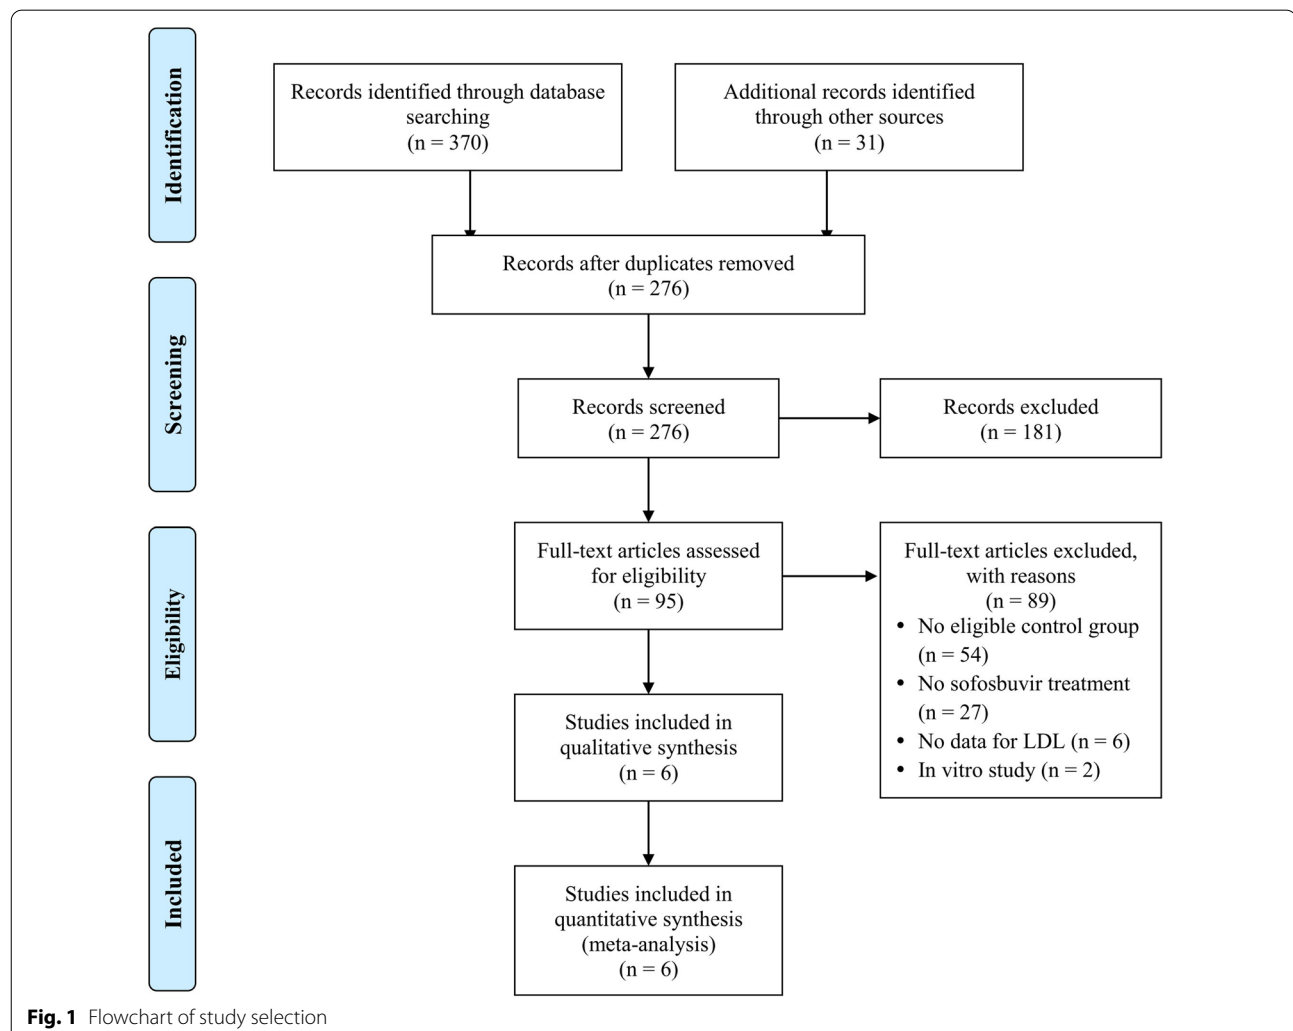 Identification
Records identified through database
searching
(n = 370)
Additional records identified
through other sources
(n = 31)
Records after duplicates removed
(n = 276)
Screening
Records screened
(n = 276)
Records excluded
(n = 181)
Eligibility
Full-text articles assessed
for eligibility
(n = 95)
Full-text articles excluded,
with reasons
(n = 89)
• No eligible control group
(n = 54)
• No sofosbuvir treatment
(n = 27)
• No data for LDL (n = 6)
• In vitro study (n = 2)
Studies included in
qualitative synthesis
(n = 6)
Included
Studies included in
quantitative synthesis
(meta-analysis)
(n = 6)
Fig. 1 Flowchart of study selection